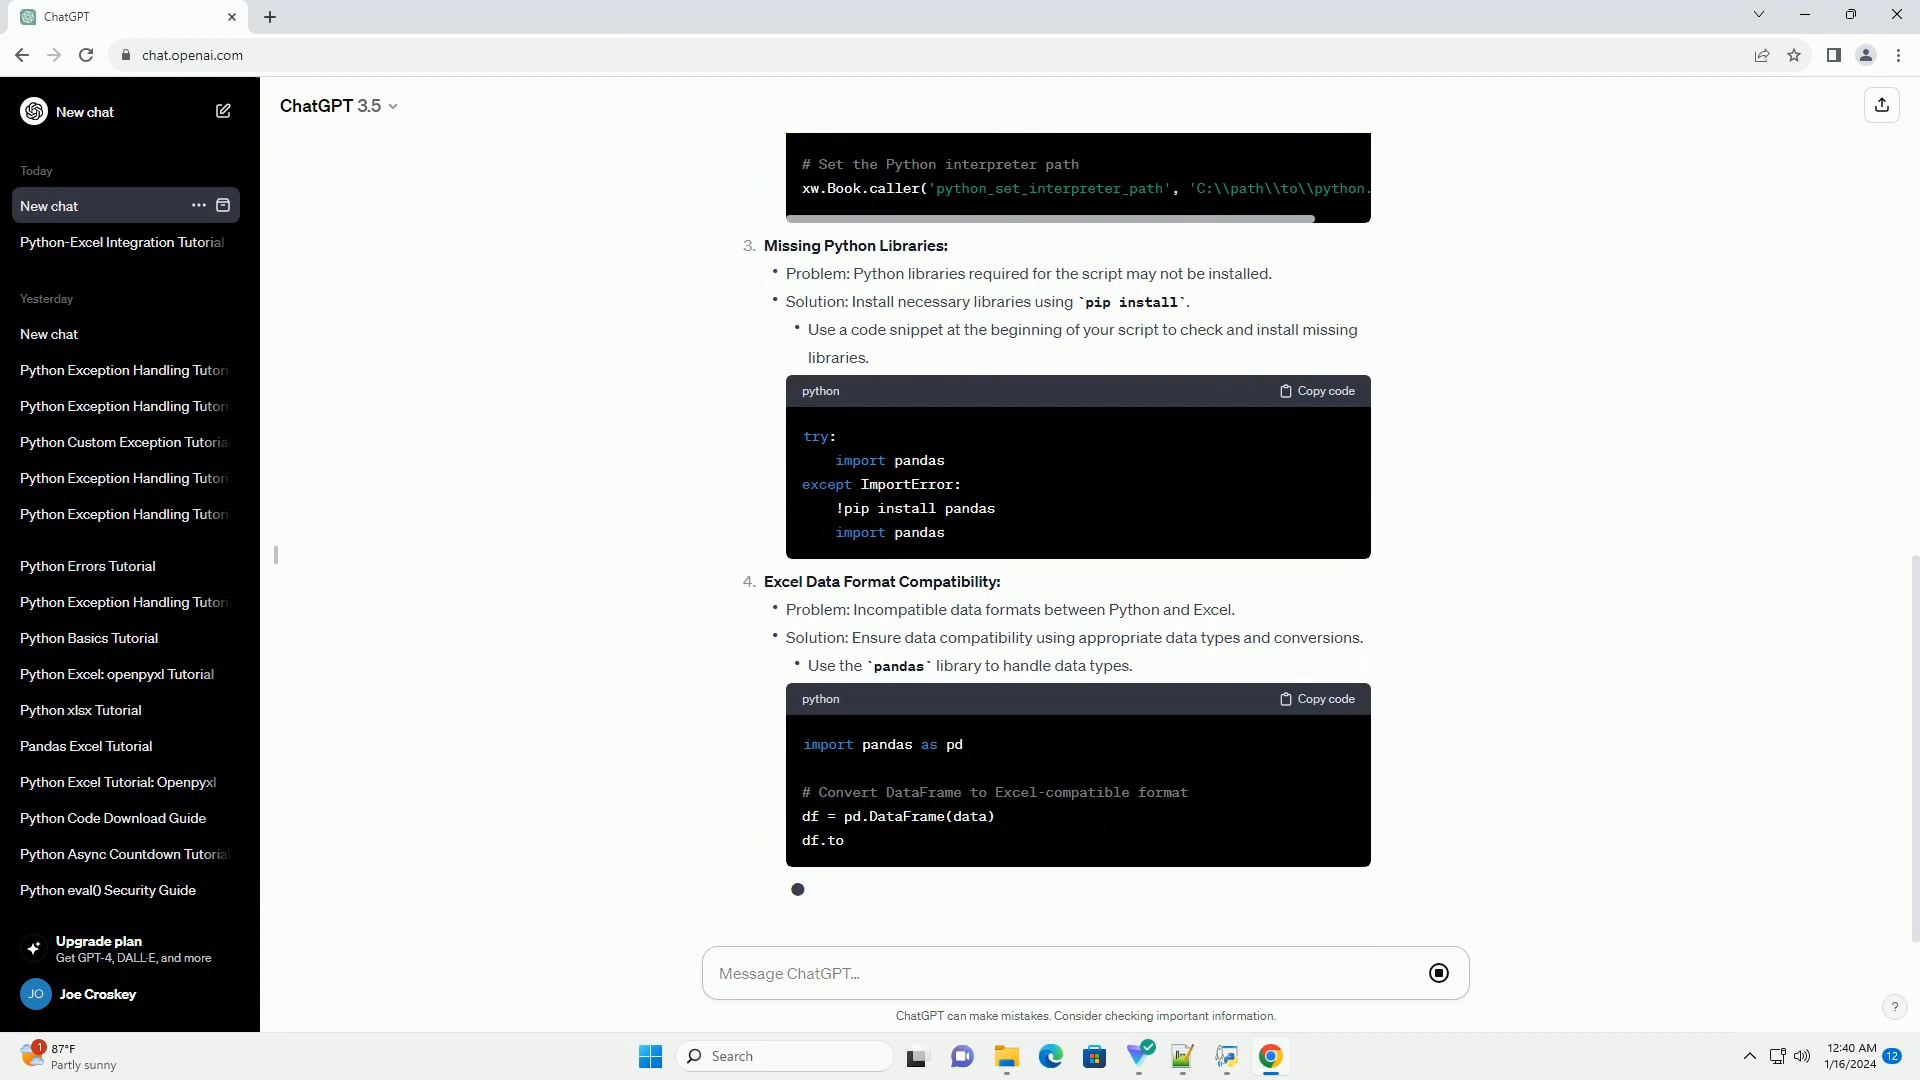 ChatGPT
chat.openai.com
New chat
Today
New chat
Python-Excel Integration Tutorial
Yesterday
New chat
Python Exception Handling Tutori
Python Exception Handling Tutori
Python Custom Exception Tutoria
Python Exception Handling Tutori
Python Exception Handling Tutori
Python Errors Tutorial
Python Exception Handling Tutori
Python Basics Tutorial
Python Excel: openpyxl Tutorial
Python xlsx Tutorial
Pandas Excel Tutorial
Python Excel Tutorial: Openpyxl
Python Code Download Guide
Python Async Countdown Tutoria
Python eval() Security Guide
Upgrade plan
Get GPT-4, DALL·E, and more
JO Joe Croskey
ChatGPT 3.5
# Set the Python interpreter path
xw.Book.caller('python_set_interpreter_path', 'C:\\path\\to\\python.
3. Missing Python Libraries:
• Problem: Python libraries required for the script may not be installed.
• Solution: Install necessary libraries using `pip install`.
• Use a code snippet at the beginning of your script to check and install missing
libraries.
python Copy code
try:
import pandas
except ImportError:
!pip install pandas
import pandas
4. Excel Data Format Compatibility:
• Problem: Incompatible data formats between Python and Excel.
• Solution: Ensure data compatibility using appropriate data types and conversions.
• Use the `pandas` library to handle data types.
python Copy code
import pandas as pd
# Convert DataFrame to Excel-compatible format
df = pd.DataFrame(data)
df.to
Message ChatGPT...
ChatGPT can make mistakes. Consider checking important information.
?
1
87°F
Partly sunny
Search
12:40 AM
1/16/2024
12